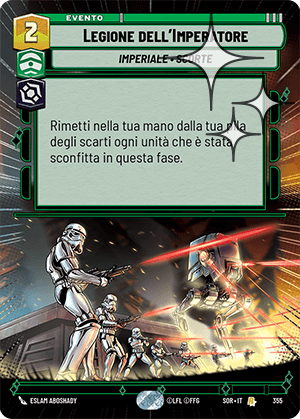 2
EVENTO
LEGIONE DELL'IMPERATORE
IMPERIALE • SCORTE
Rimetti nella tua mano dalla tua pila
degli scarti ogni unità che è stata
sconfitta in questa fase.
ESLAM ABOSHADY
©LFL ©FFG
SOR • IT
355